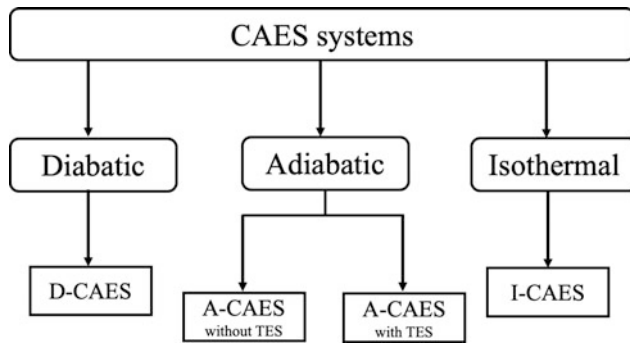 CAES systems
Diabatic
Adiabatic
Isothermal
D-CAES
A-CAES
without TES
A-CAES
with TES
I-CAES